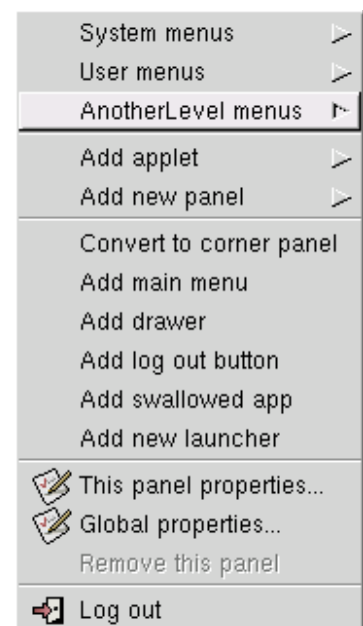 System menus
User menus
AnotherLevel menus
Add applet
Add new panel
Convert to corner panel
Add main menu
Add drawer
Add log out button
Add swallowed app
Add new launcher
This panel properties...
Global properties...
Remove this panel
Log out